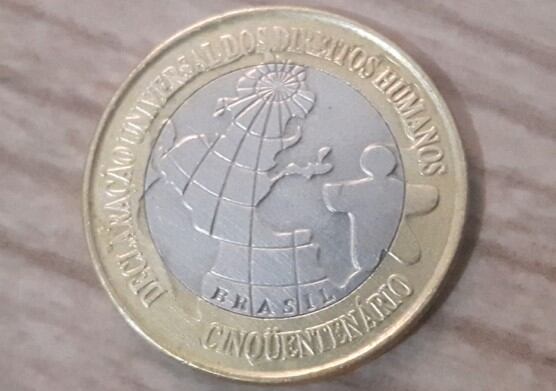 DECLARAÇÃO UNIVERSAL DOS DIREITOS HUMANOS
BRASIL
CINQÜENTENÁRIO